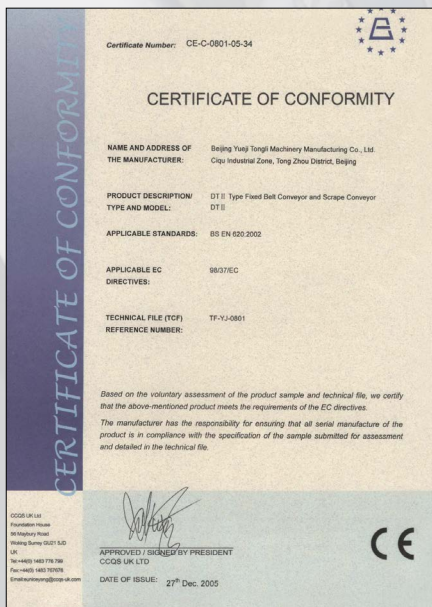 CERTIFICATE OF CONFORMITY
Certificate Number: CE-C-0801-05-34
CERTIFICATE OF CONFORMITY
NAME AND ADDRESS OF THE MANUFACTURER:
Beijing Yueji Tongli Machinery Manufacturing Co., Ltd.
Ciqu Industrial Zone, Tong Zhou District, Beijing
PRODUCT DESCRIPTION/
TYPE AND MODEL:
DT II Type Fixed Belt Conveyor and Scrape Conveyor
DT II
APPLICABLE STANDARDS: BS EN 620:2002
APPLICABLE EC
DIRECTIVES:
98/37/EC
TECHNICAL FILE (TCF)
REFERENCE NUMBER:
TF-YJ-0801
Based on the voluntary assessment of the product sample and technical file, we certify
that the above-mentioned product meets the requirements of the EC directives.
The manufacturer has the responsibility for ensuring that all serial manufacture of the
product is in compliance with the specification of the sample submitted for assessment
and detailed in the technical file.
CCQS UK Ltd
Foundation House
Maybury Road
Woking Surrey GU21 5JD
UK
APPROVED / SIGNED BY PRESIDENT
CCQS UK LTD
DATE OF ISSUE: 27th Dec. 2005
CE